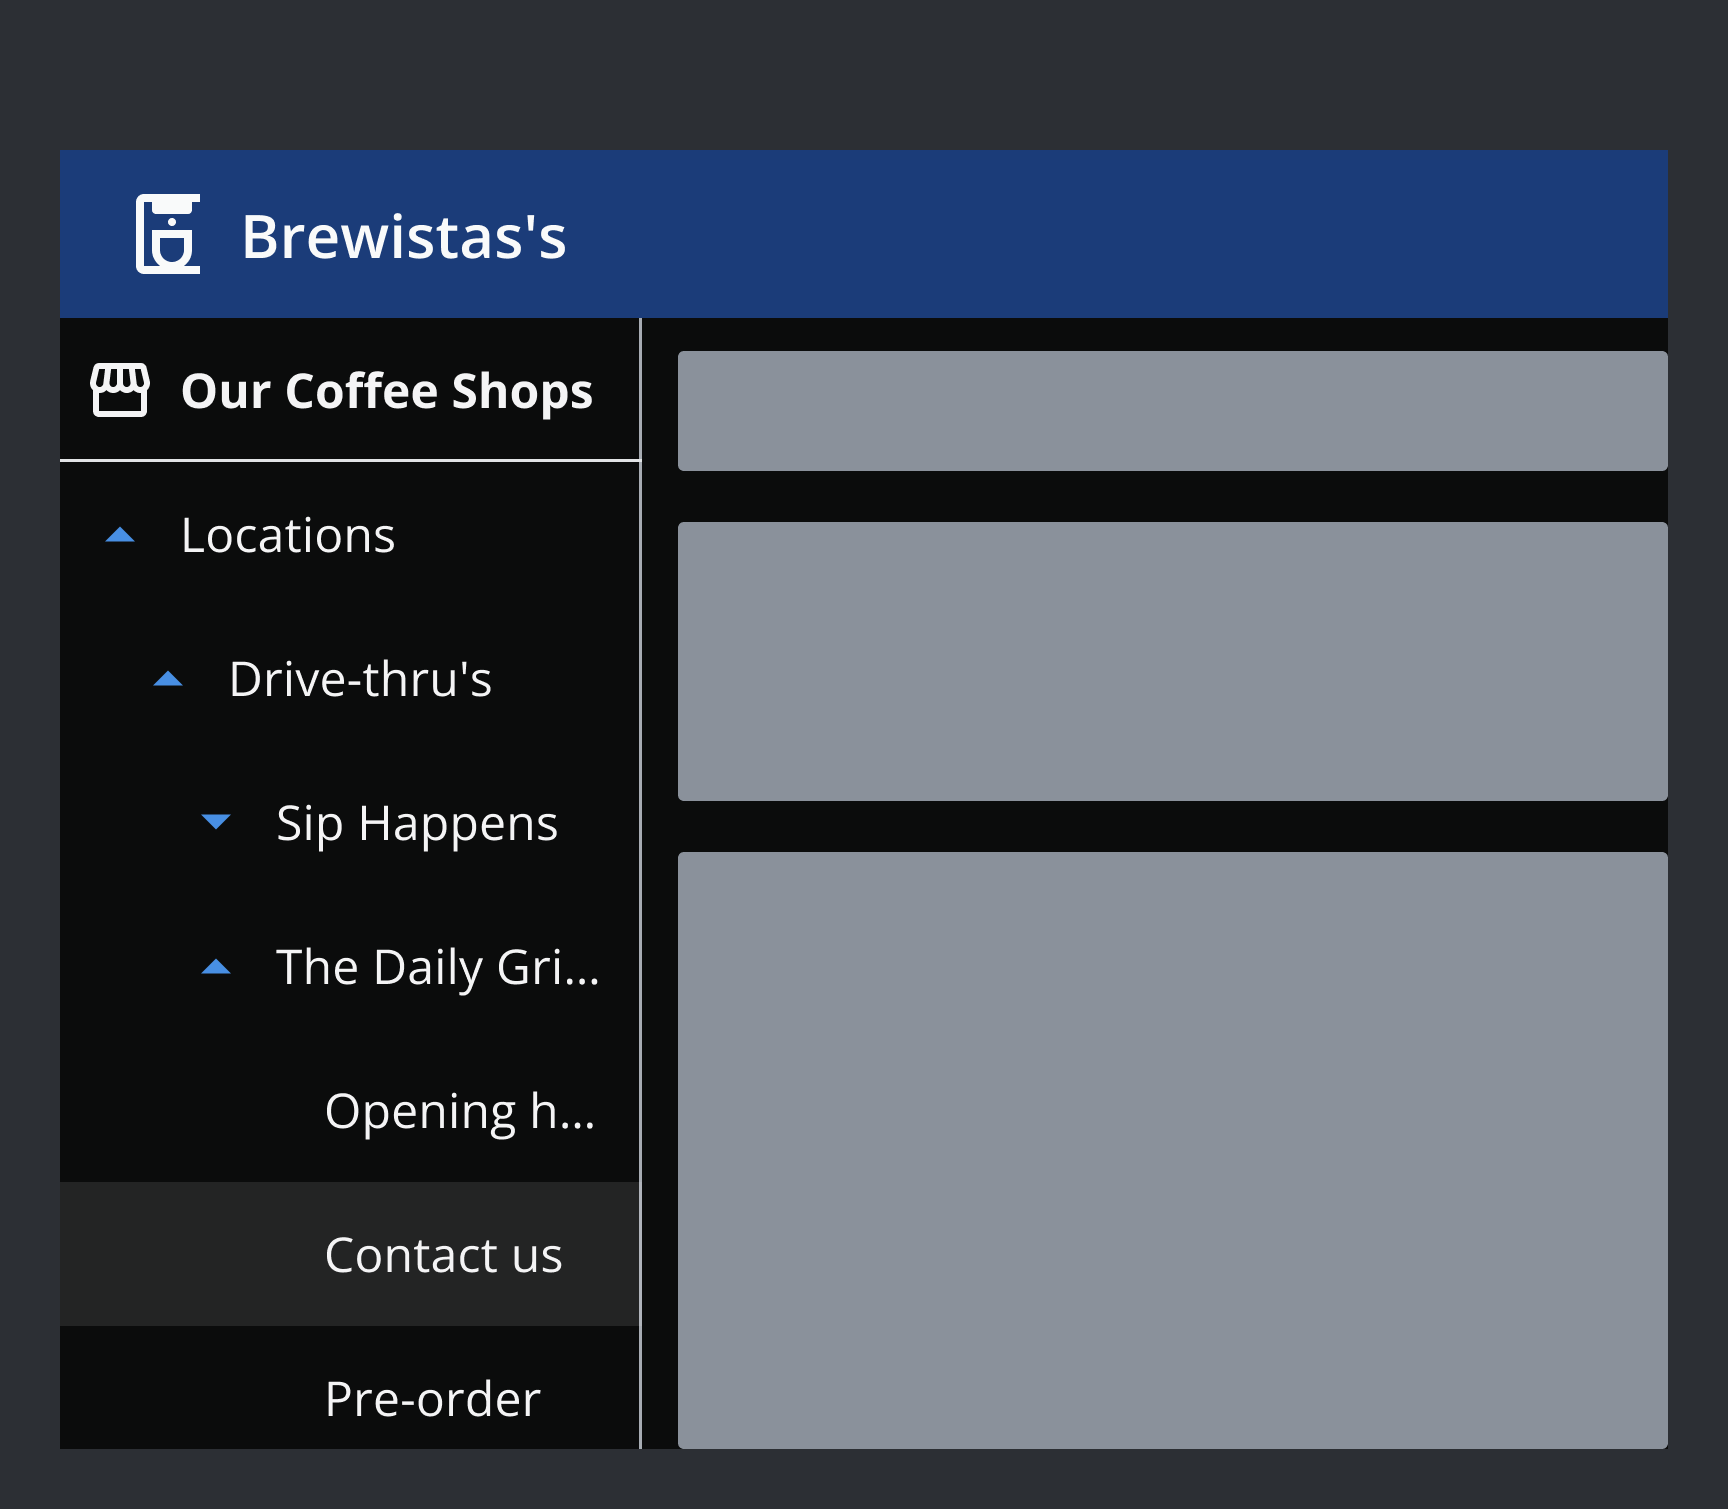 Brewistas's
Our Coffee Shops
Locations
Drive-thru's
Sip Happens
The Daily Gri...
Opening h...
Contact us
Pre-order